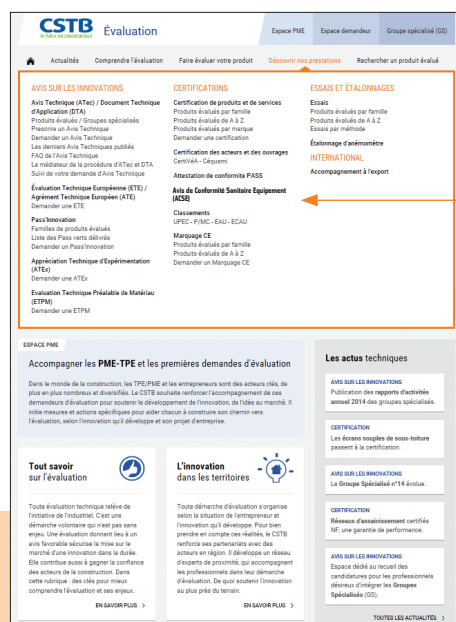 CSTB
le futur en construction
Évaluation
Espace PME
Espace demandeur
Groupe spécialisé (GS)
Actualités
Comprendre l'évaluation
Faire évaluer votre produit
Découvrir nos prestations
Rechercher un produit évalué
AVIS SUR LES INNOVATIONS
Avis Technique (ATec) / Document Technique
d'Application (DTA)
Produits évalués / Groupes spécialisés
Prescrire un Avis Technique
Demander un Avis Technique
Les derniers Avis Techniques publiés
FAQ de l'Avis Technique
Le médiateur de la procédure d'ATec et DTA
Suivi de votre demande d'Avis Technique
Évaluation Technique Européenne (ETE) /
Agrément Technique Européen (ATE)
Demander une ETE
Pass'Innovation
Familles de produits évalués
Liste des Pass verts délivrés
Demander un Pass'Innovation
Appréciation Technique d'Expérimentation
(ATEx)
Demander une ATEx
Evaluation Technique Préalable de Matériau
(ETPM)
Demander une ETPM
CERTIFICATIONS
Certification de produits et de services
Produits évalués par famille
Produits évalués de A à Z
Produits évalués par marque
Demander une certification
Certification des acteurs et des ouvrages
CertiVéA - Céquami
Attestation de conformité PASS
Avis de Conformité Sanitaire Equipement
(ACSE)
Classements
UPEC - P/MC - EAU - ECAU
Marquage CE
Produits évalués par famille
Produits évalués de A à Z
Demander un Marquage CE
ESSAIS ET ÉTALONNAGES
Essais
Produits évalués par famille
Produits évalués de A à Z
Essais par méthode
Étalonnage d'anémomètre
INTERNATIONAL
Accompagnement à l'export
ESPACE PME
Accompagner les PME-TPE et les premières demandes d'évaluation
Dans le monde de la construction, les TPE/PME et les entrepreneurs sont des acteurs clés, de
plus en plus nombreux et diversifiés. Le CSTB souhaite renforcer l'accompagnement de ces
demandeurs d'évaluation pour soutenir le développement de l'innovation, de l'idée au marché. Il
initie mesures et actions spécifiques pour aider chacun à construire son chemin vers
l'évaluation, selon l'innovation qu'il développe et son projet d'entreprise.
Tout savoir
sur l'évaluation
Toute évaluation technique relève de
l'initiative de l'industriel. C'est une
démarche volontaire qui n'est pas sans
enjeu. Une évaluation donnant lieu à un
avis favorable sécurise la mise sur le
marché d'une innovation dans la durée.
Elle contribue aussi à gagner la confiance
des acteurs de la construction. Dans
cette rubrique : des clés pour mieux
comprendre l'évaluation et ses enjeux.
EN SAVOIR PLUS >
L'innovation
dans les territoires
Toute démarche d'évaluation s'organise
selon la situation de l'entrepreneur et
l'innovation qu'il développe. Pour bien
prendre en compte ces réalités, le CSTB
renforce ses partenariats avec des
acteurs en région. Il développe un réseau
d'experts de proximité, qui accompagnent
les professionnels dans leur démarche
d'évaluation. De quoi soutenir l'innovation
au plus près du terrain.
EN SAVOIR PLUS >
Les actus techniques
AVIS SUR LES INNOVATIONS
Publication des rapports d'activités
annuel 2014 des groupes spécialisés.
CERTIFICATION
Les écrans souples de sous-toiture
passent à la certification.
AVIS SUR LES INNOVATIONS
Le Groupe Spécialisé n°14 évolue.
CERTIFICATION
Réseaux d'assainissement certifiés
NF, une garantie de performance.
AVIS SUR LES INNOVATIONS
Espace dédié au recueil des
candidatures pour les professionnels
désireux d'intégrer les Groupes
Spécialisés (GS).
TOUTES LES ACTUALITÉS >